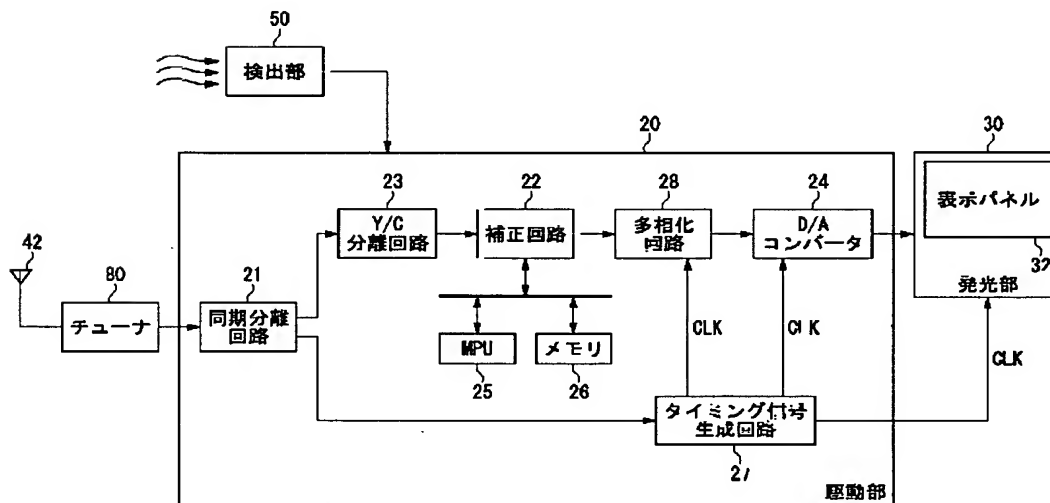 50
検出部
20
30
23
22
28
24
表示パネル
Y/C
分離回路
補正回路
多相化
回路
D/A
コンバータ
42
80
21
32
発光部
チューナ
同期分離
回路
MPU
メモリ
CLK
CLK
CLK
25
26
タイミング信号
生成回路
27
駆動部